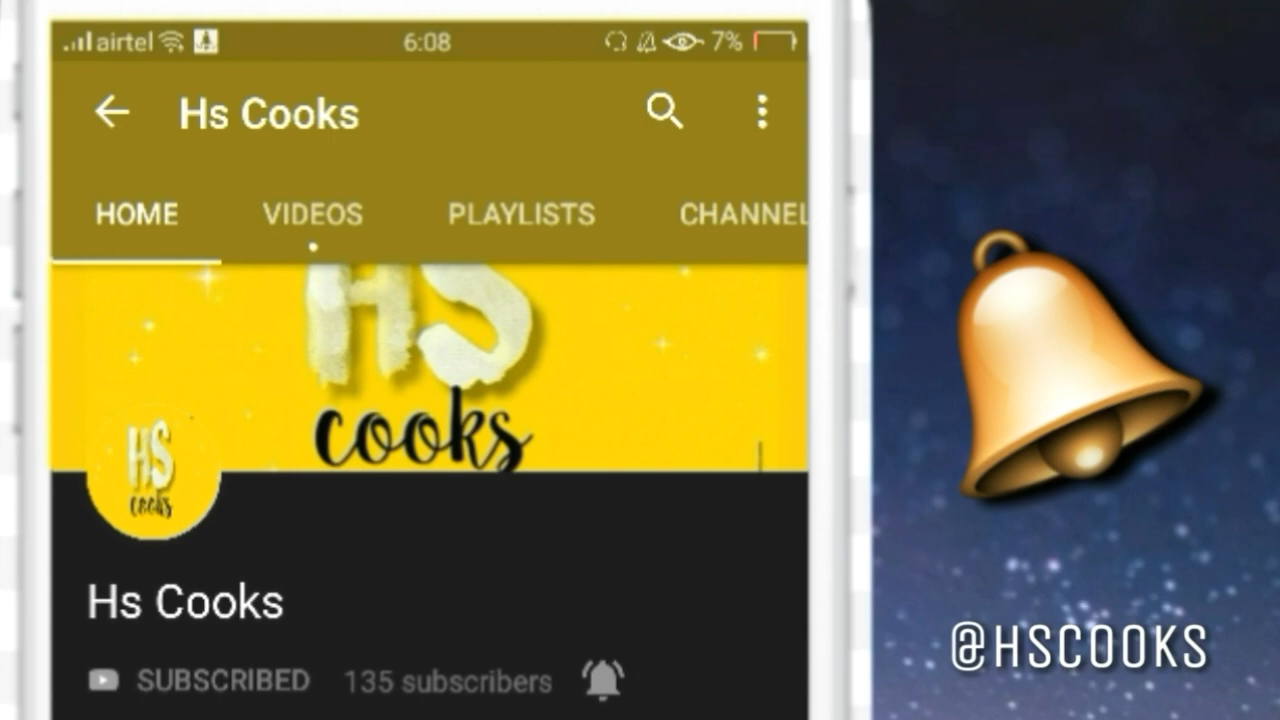 airtel 6:08 7%
Hs Cooks
HOME VIDEOS PLAYLISTS CHANNEL
HS
cooks
HS
cooks
Hs Cooks
SUBSCRIBED 135 subscribers
@HSCOOKS